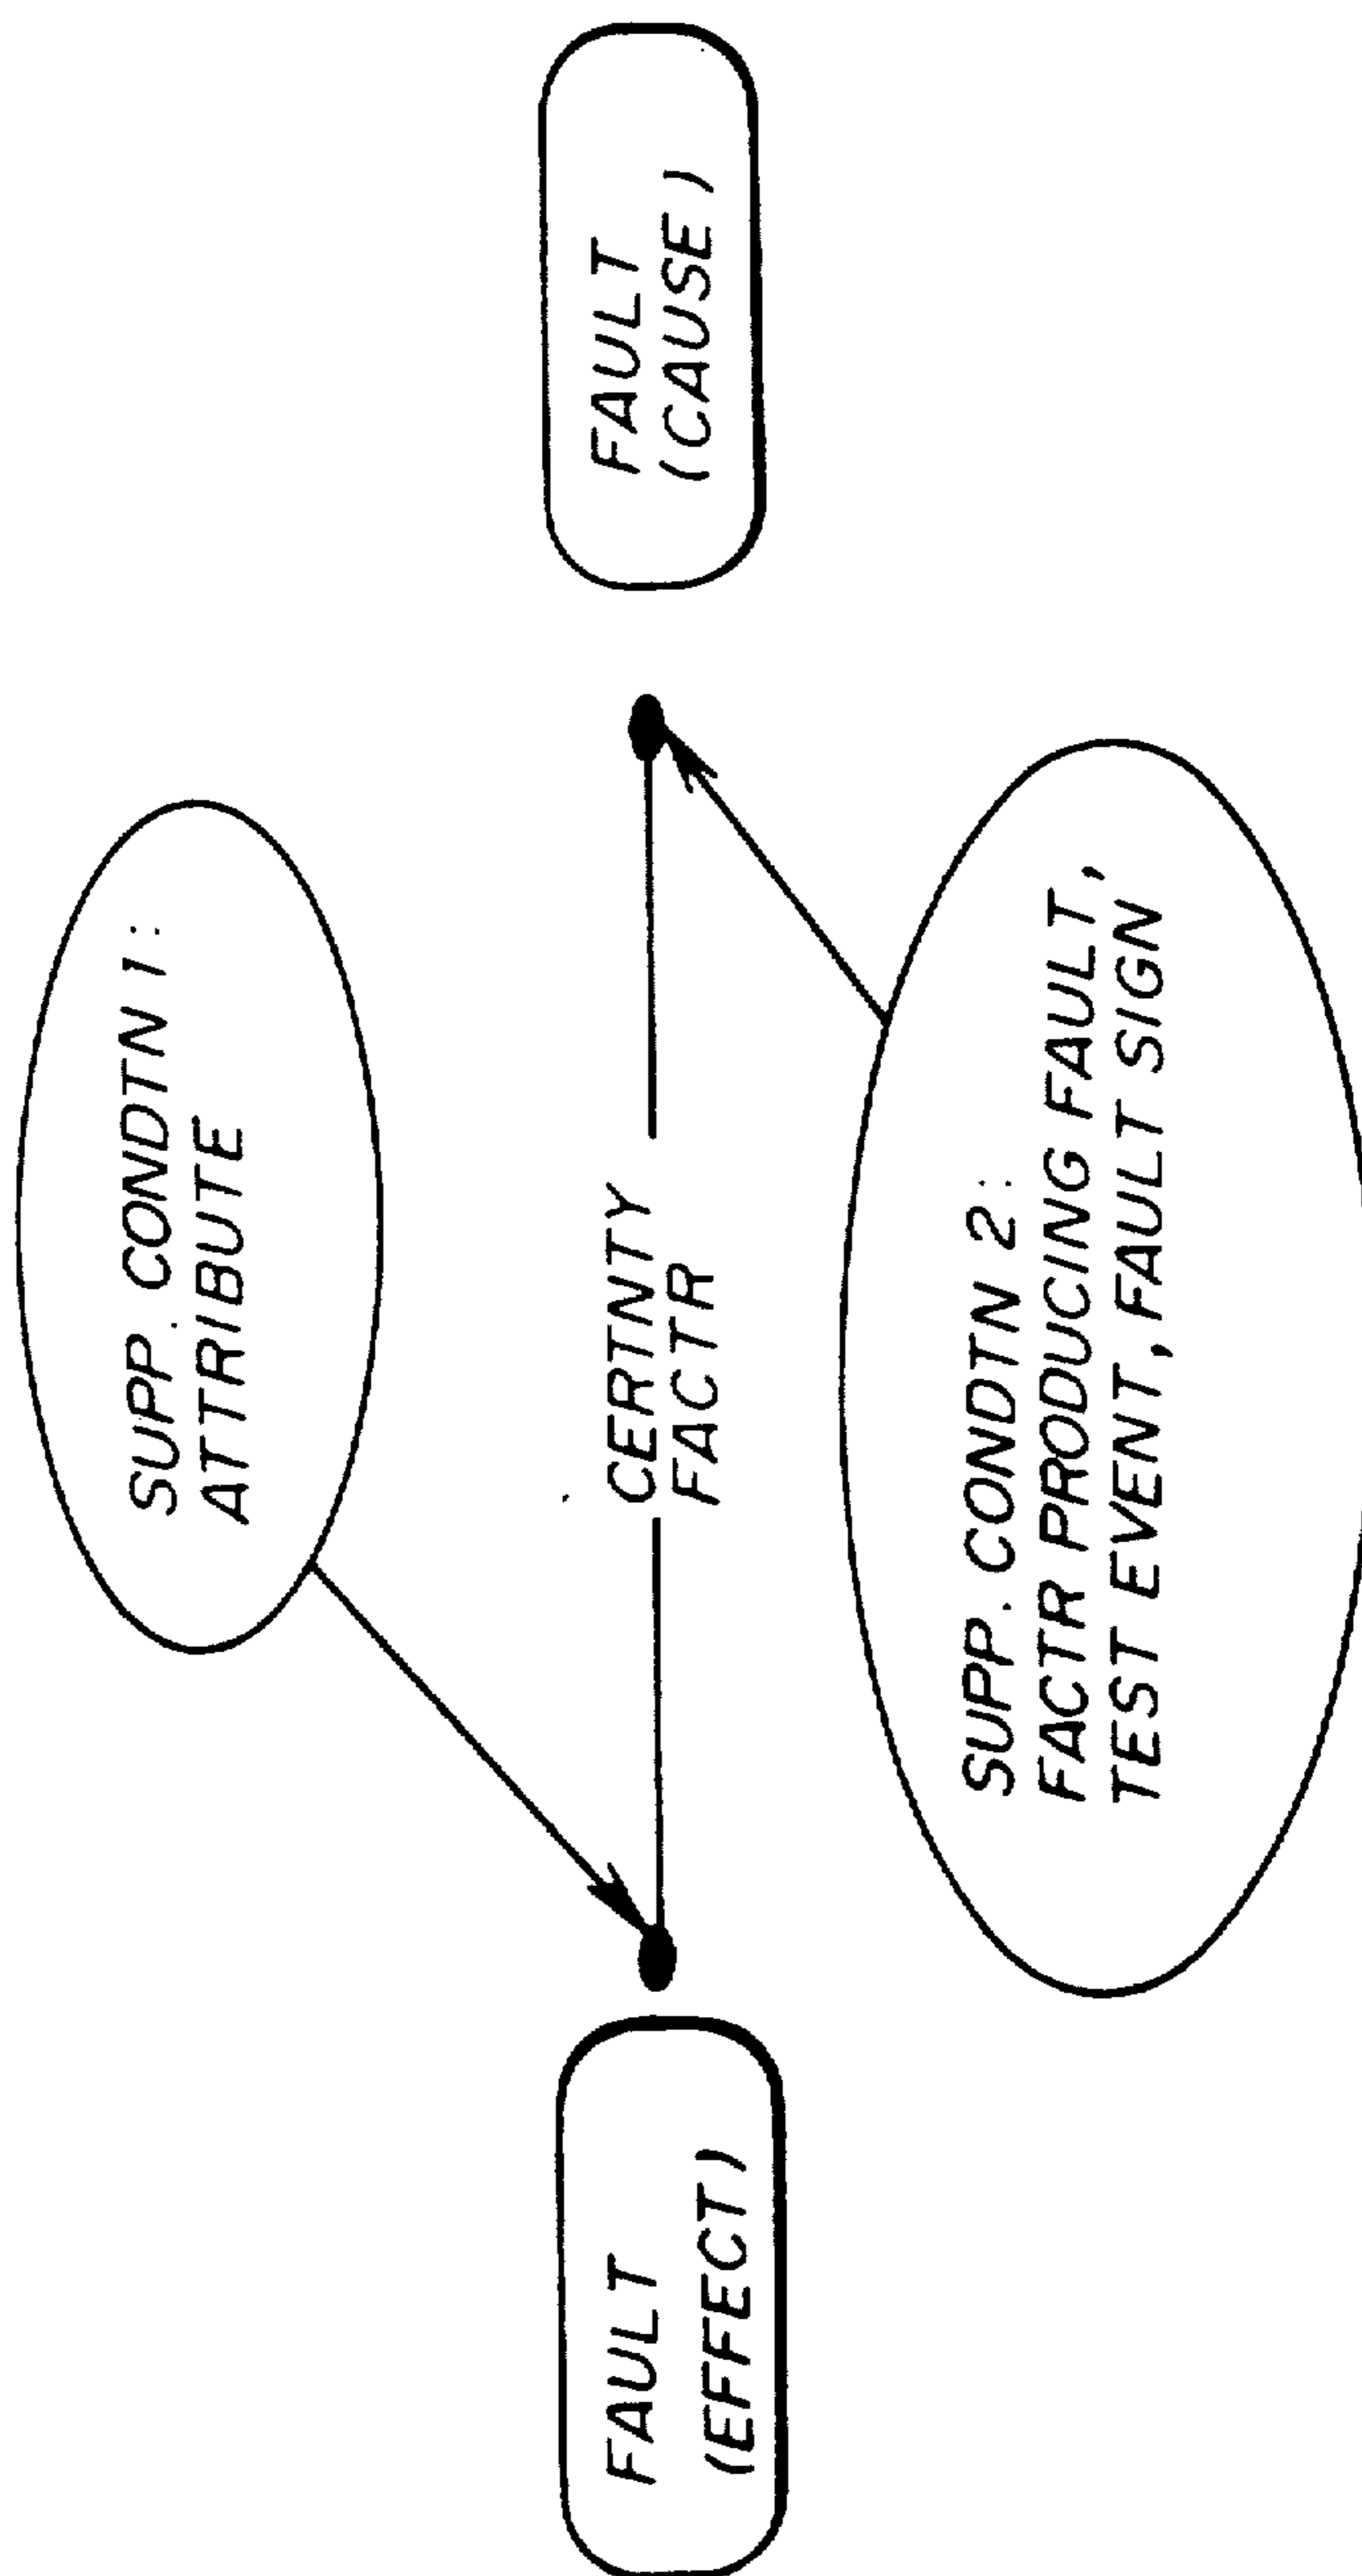 SUPP. CONDTN 1:
ATTRIBUTE
FAULT
(EFFECT)
CERTNTY
FACTR
FAULT
(CAUSE)
SUPP. CONDTN 2:
FACTR PRODUCING FAULT,
TEST EVENT, FAULT SIGN